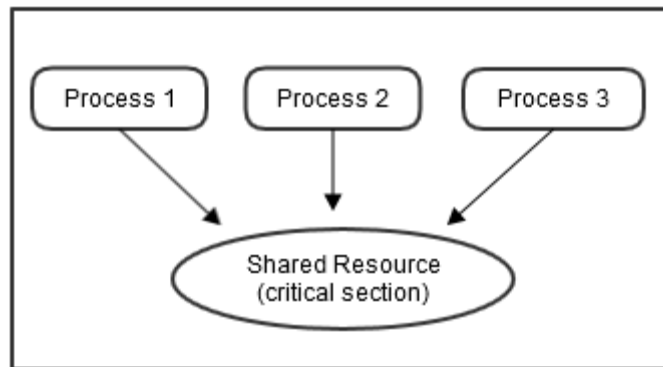 Process 1
Process 2
Process 3
Shared Resource
(critical section)